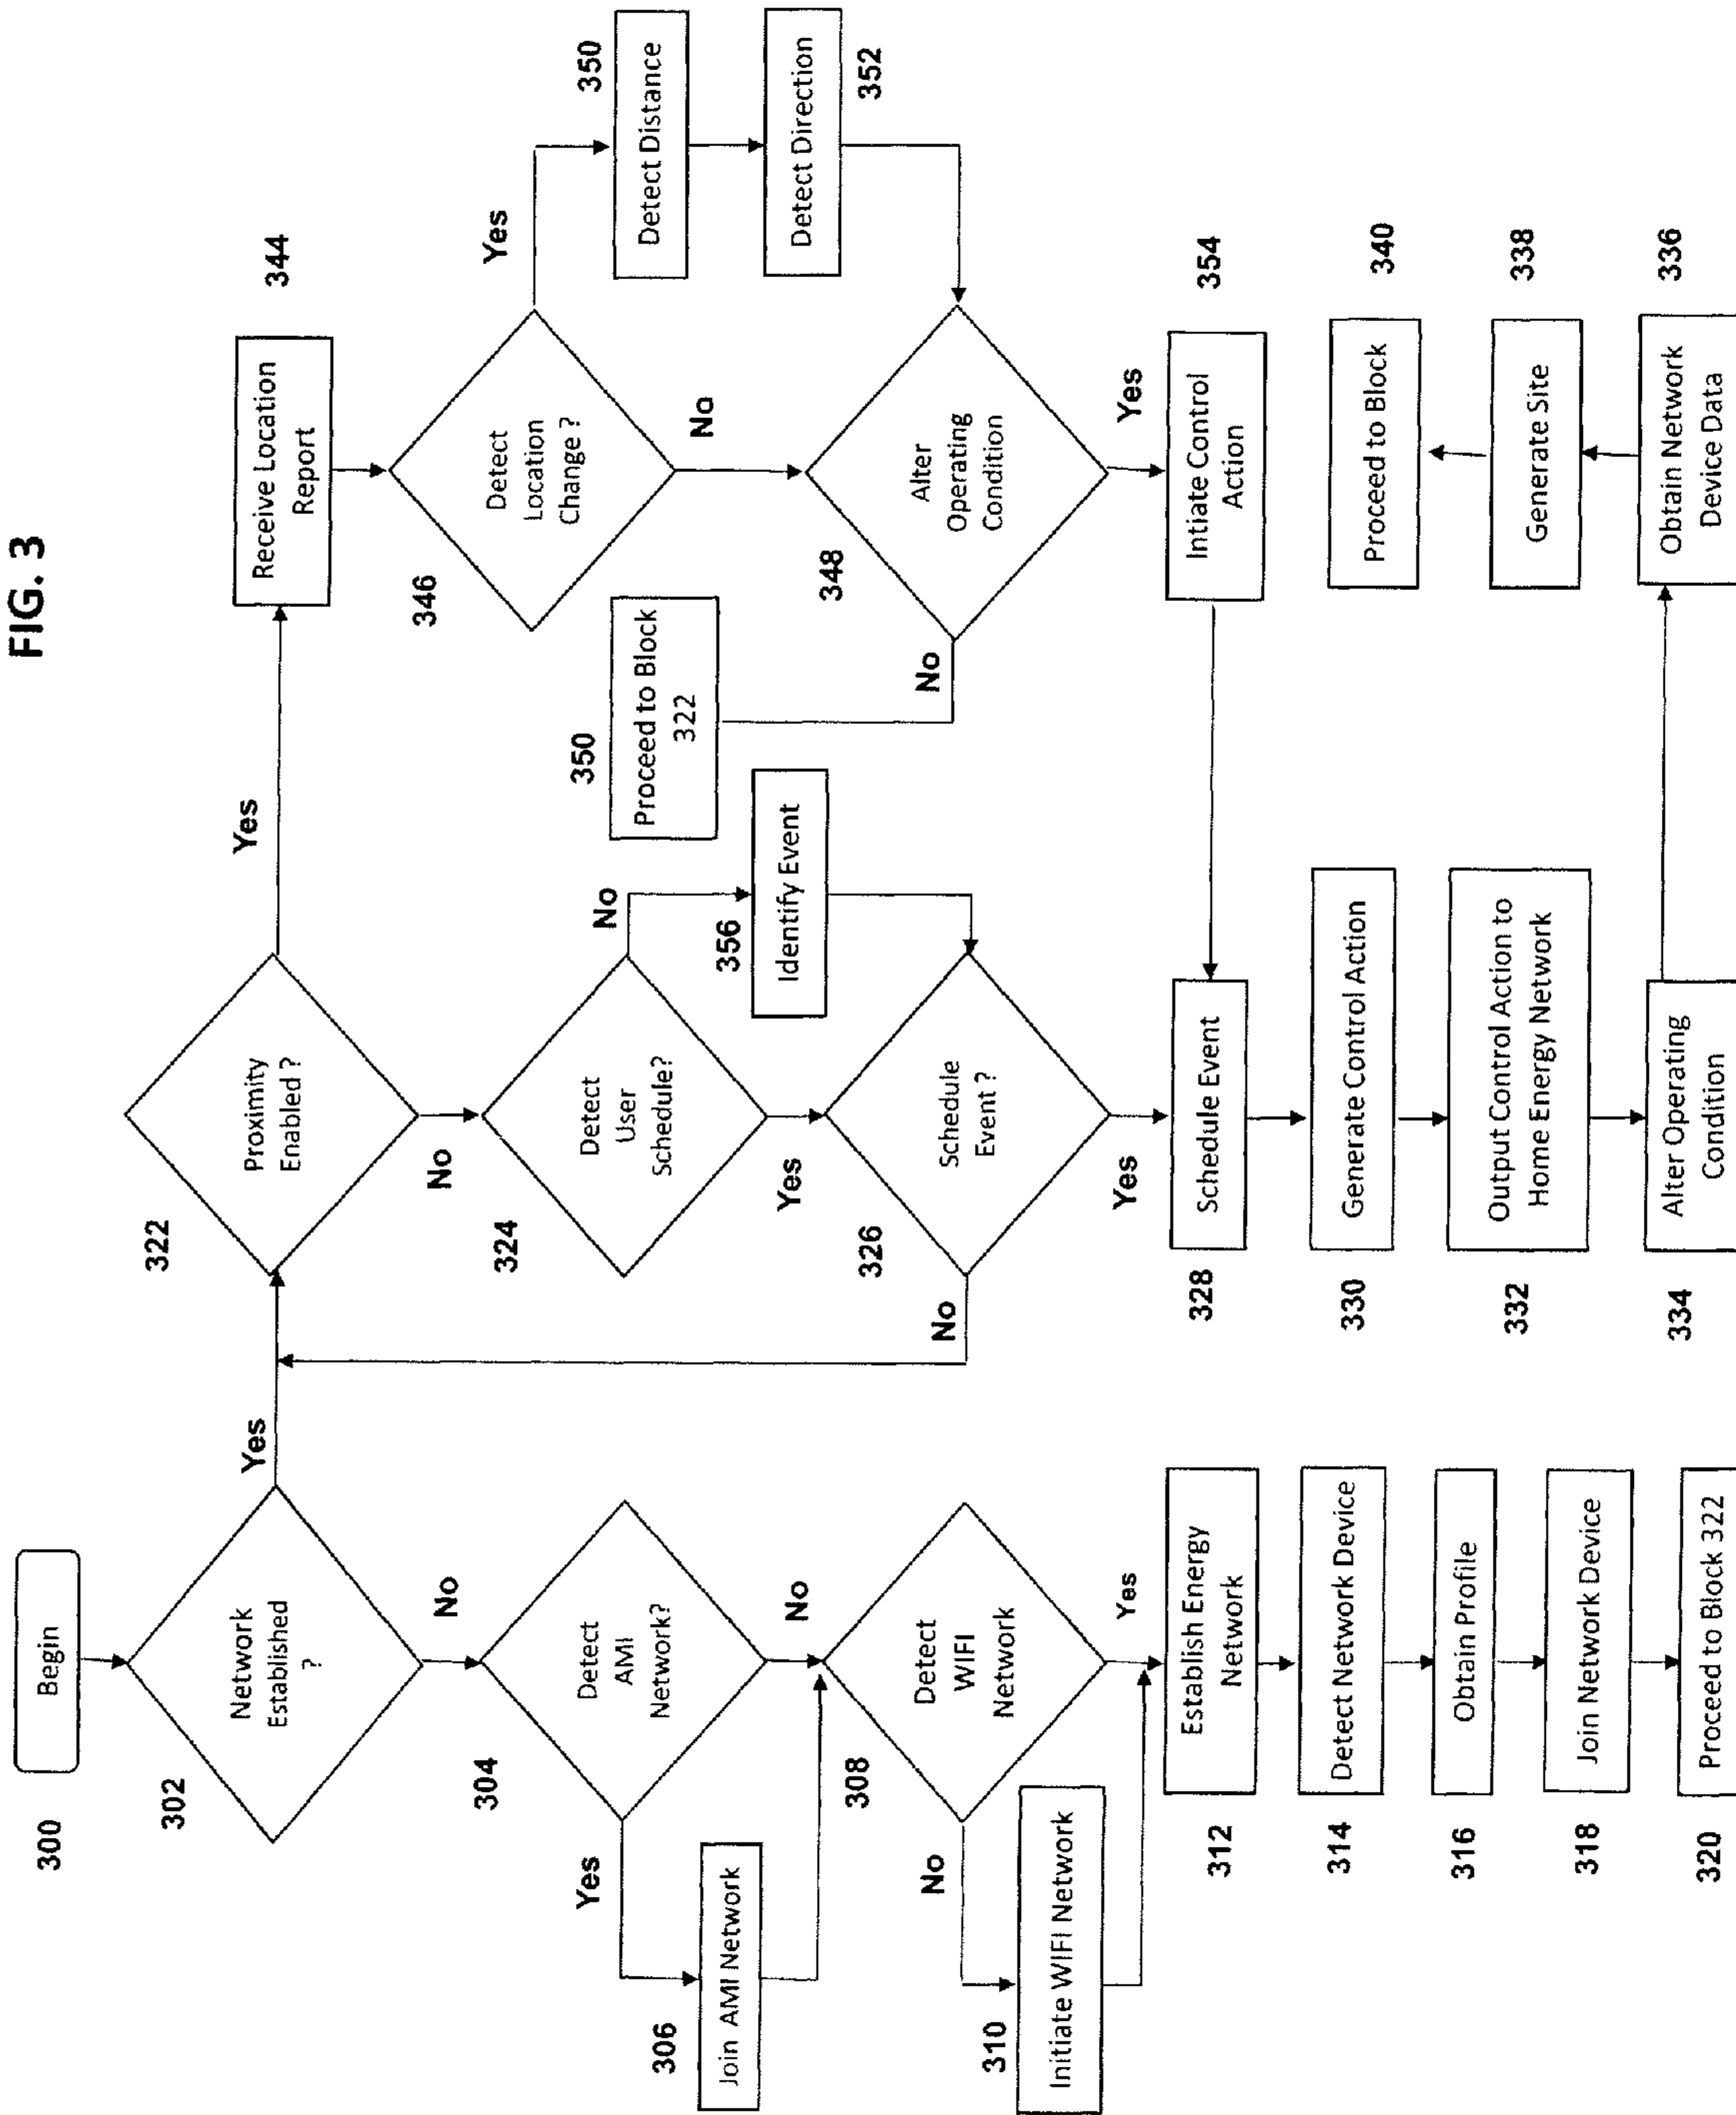 FIG. 3
300
Begin
302
Network
Established
?
Yes
No
304
Detect
AMI
Network?
Yes
No
306
Join AMI Network
308
Detect
WIFI
Network
No
Yes
310
Initiate WIFI Network
312
Establish Energy
Network
314
Detect Network Device
316
Obtain Profile
318
Join Network Device
320
Proceed to Block 322
322
Proximity
Enabled ?
Yes
No
324
Detect
User
Schedule?
No
Yes
356
Identify Event
326
Schedule
Event ?
No
Yes
328
Schedule Event
330
Generate Control Action
332
Output Control Action to
Home Energy Network
334
Alter Operating
Condition
344
Receive Location
Report
346
Detect
Location
Change ?
Yes
No
350
Detect Distance
352
Detect Direction
348
Alter
Operating
Condition
No
Yes
350
Proceed to Block
322
354
Intiate Control
Action
340
Proceed to Block
338
Generate Site
336
Obtain Network
Device Data